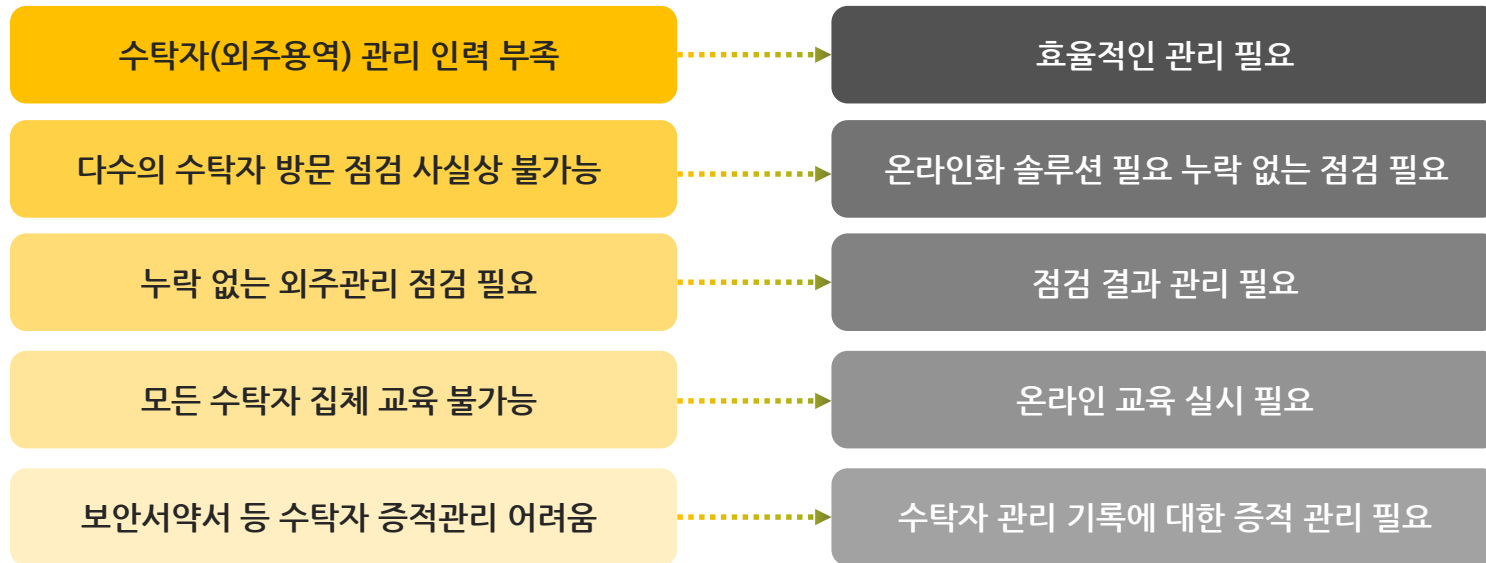 수탁자(외주용역) 관리 인력 부족
효율적인 관리 필요
다수의 수탁자 방문 점검 사실상 불가능
온라인화 솔루션 필요 누락 없는 점검 필요
누락 없는 외주관리 점검 필요
점검 결과 관리 필요
모든 수탁자 집체 교육 불가능
온라인 교육 실시 필요
보안서약서 등 수탁자 증적관리 어려움
수탁자 관리 기록에 대한 증적 관리 필요